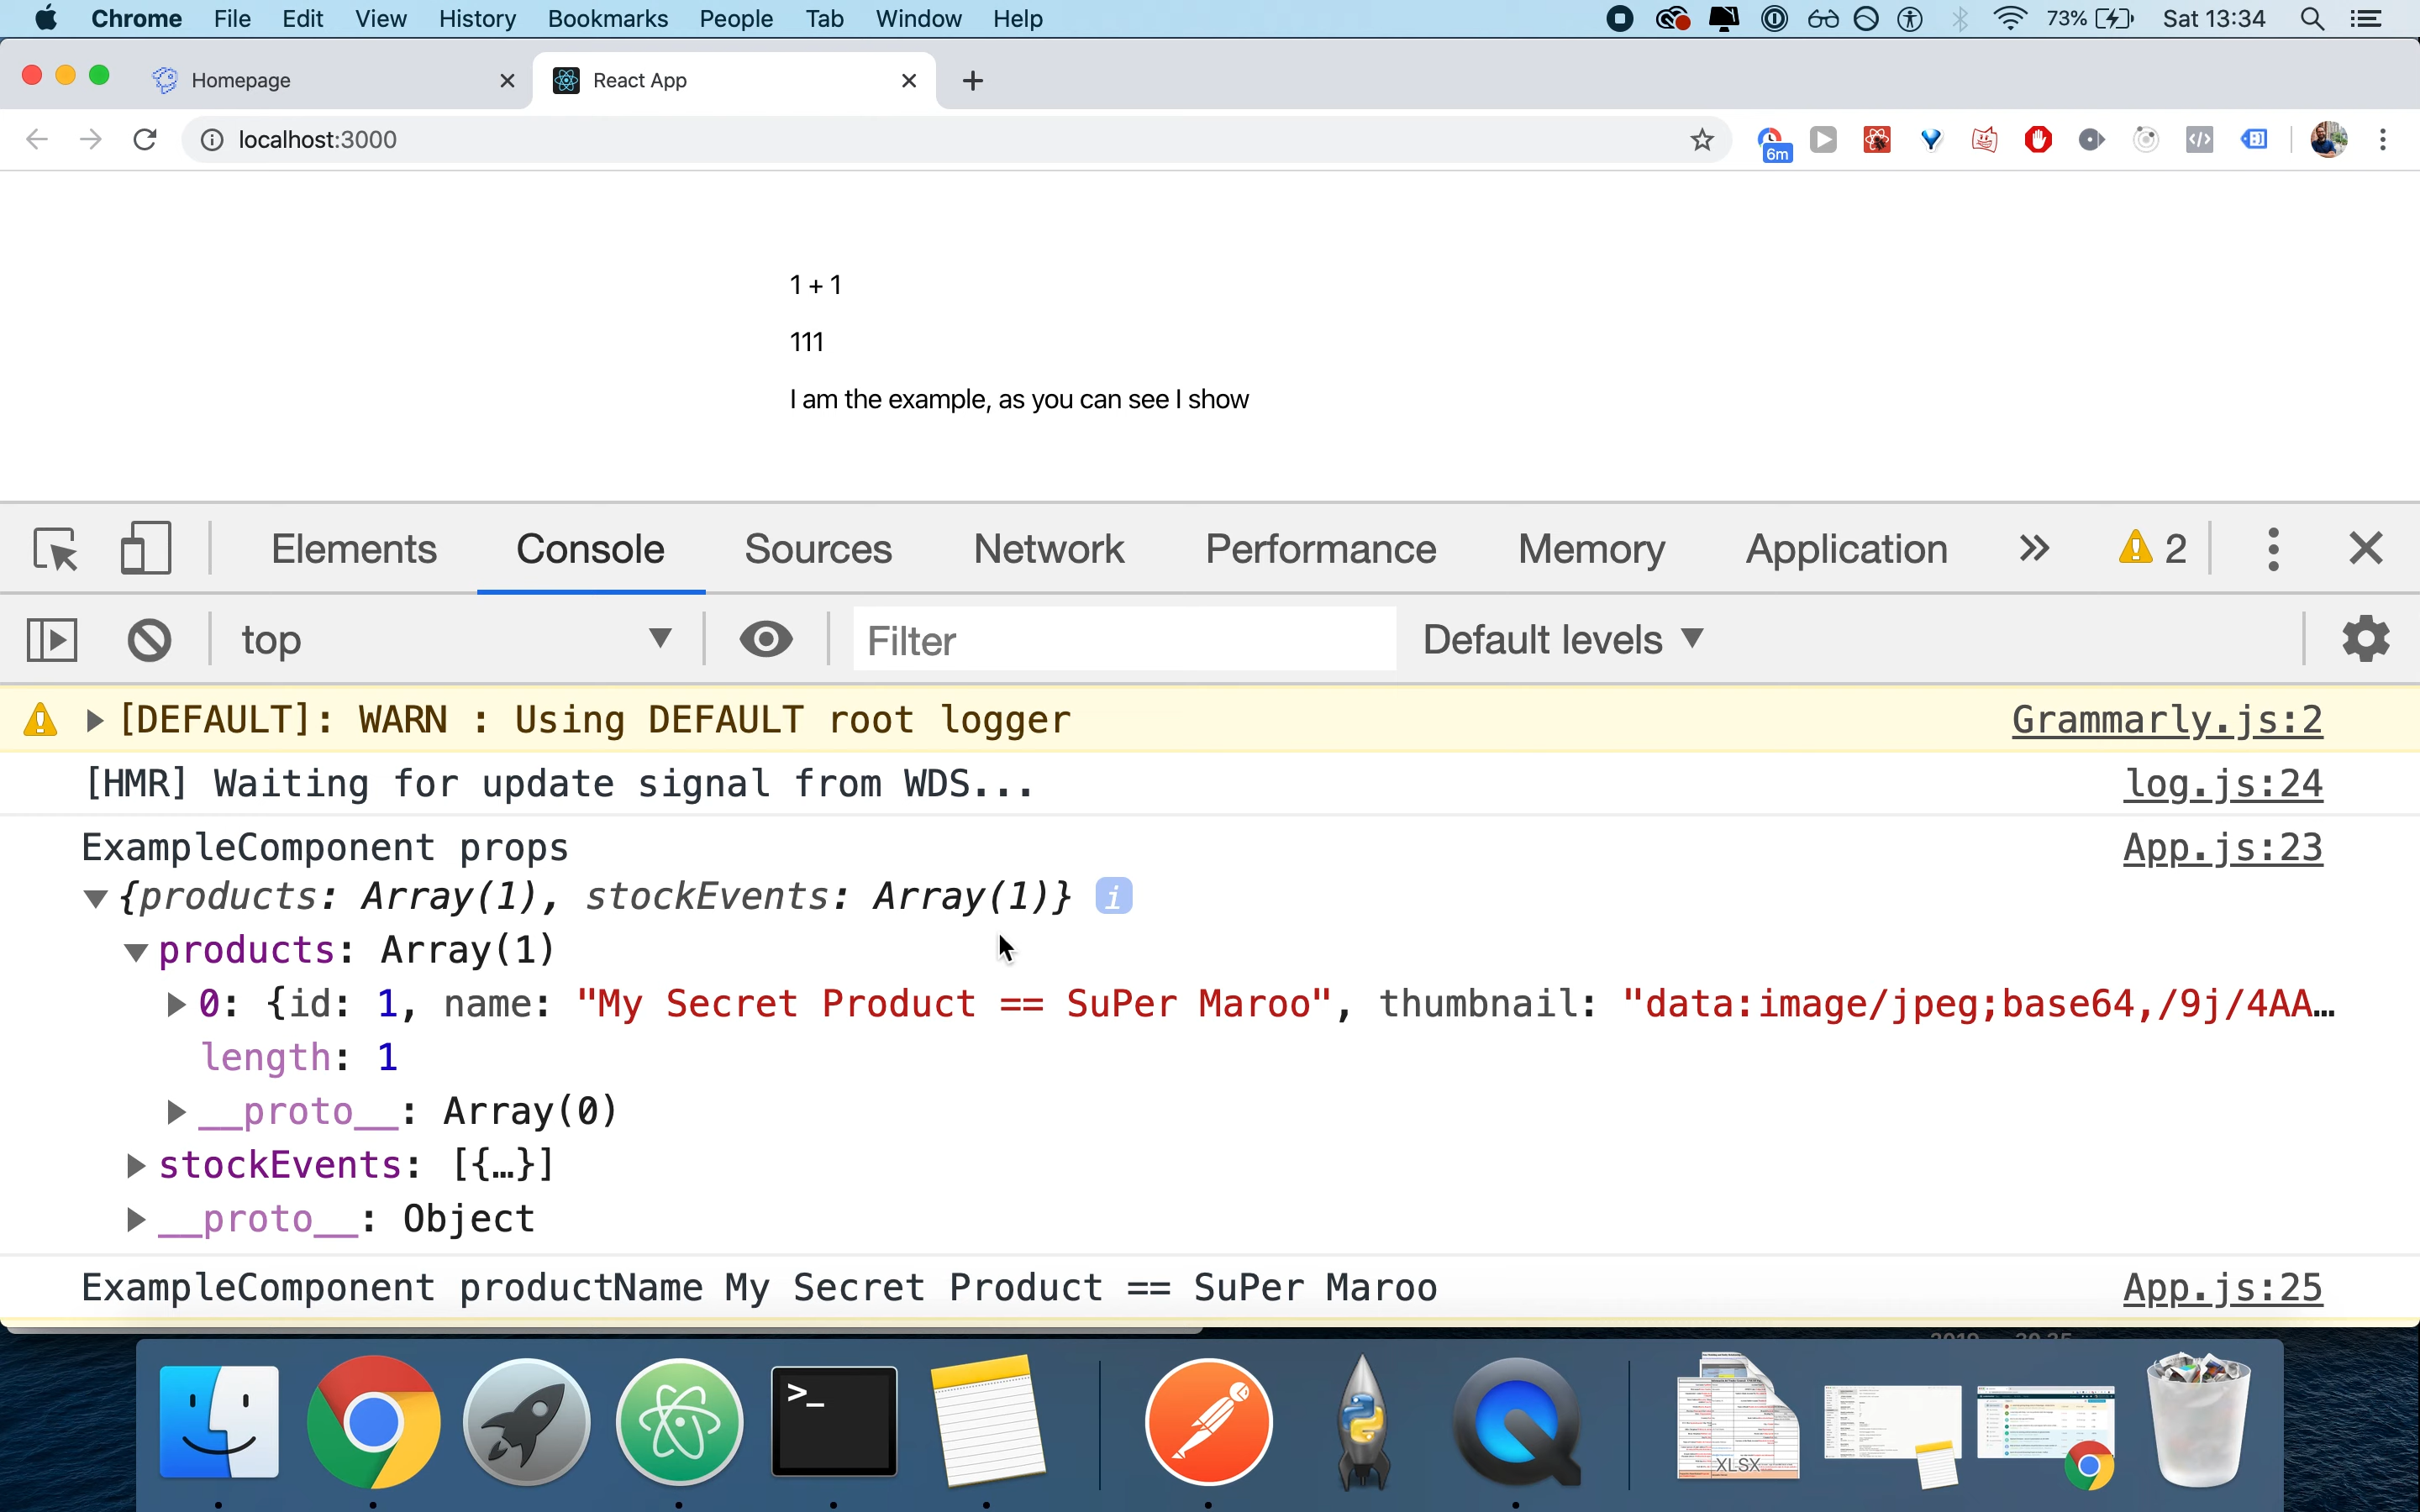 Chrome File Edit View History Bookmarks People Tab Window Help 73% Sat 13:34
Homepage React App
localhost:3000 6m
1 + 1
111
I am the example, as you can see I show
Elements Console Sources Network Performance Memory Application 2
top Filter Default levels
[DEFAULT]: WARN : Using DEFAULT root logger Grammarly.js:2
[HMR] Waiting for update signal from WDS... log.js:24
ExampleComponent props App.js:23
{products: Array(1), stockEvents: Array(1)} i
products: Array(1)
0: {id: 1, name: "My Secret Product == SuPer Maroo", thumbnail: "data:image/jpeg;base64,/9j/4AA…
length: 1
__proto__: Array(0)
stockEvents: [{…}]
__proto__: Object
ExampleComponent productName My Secret Product == SuPer Maroo App.js:25
>_
XLSX